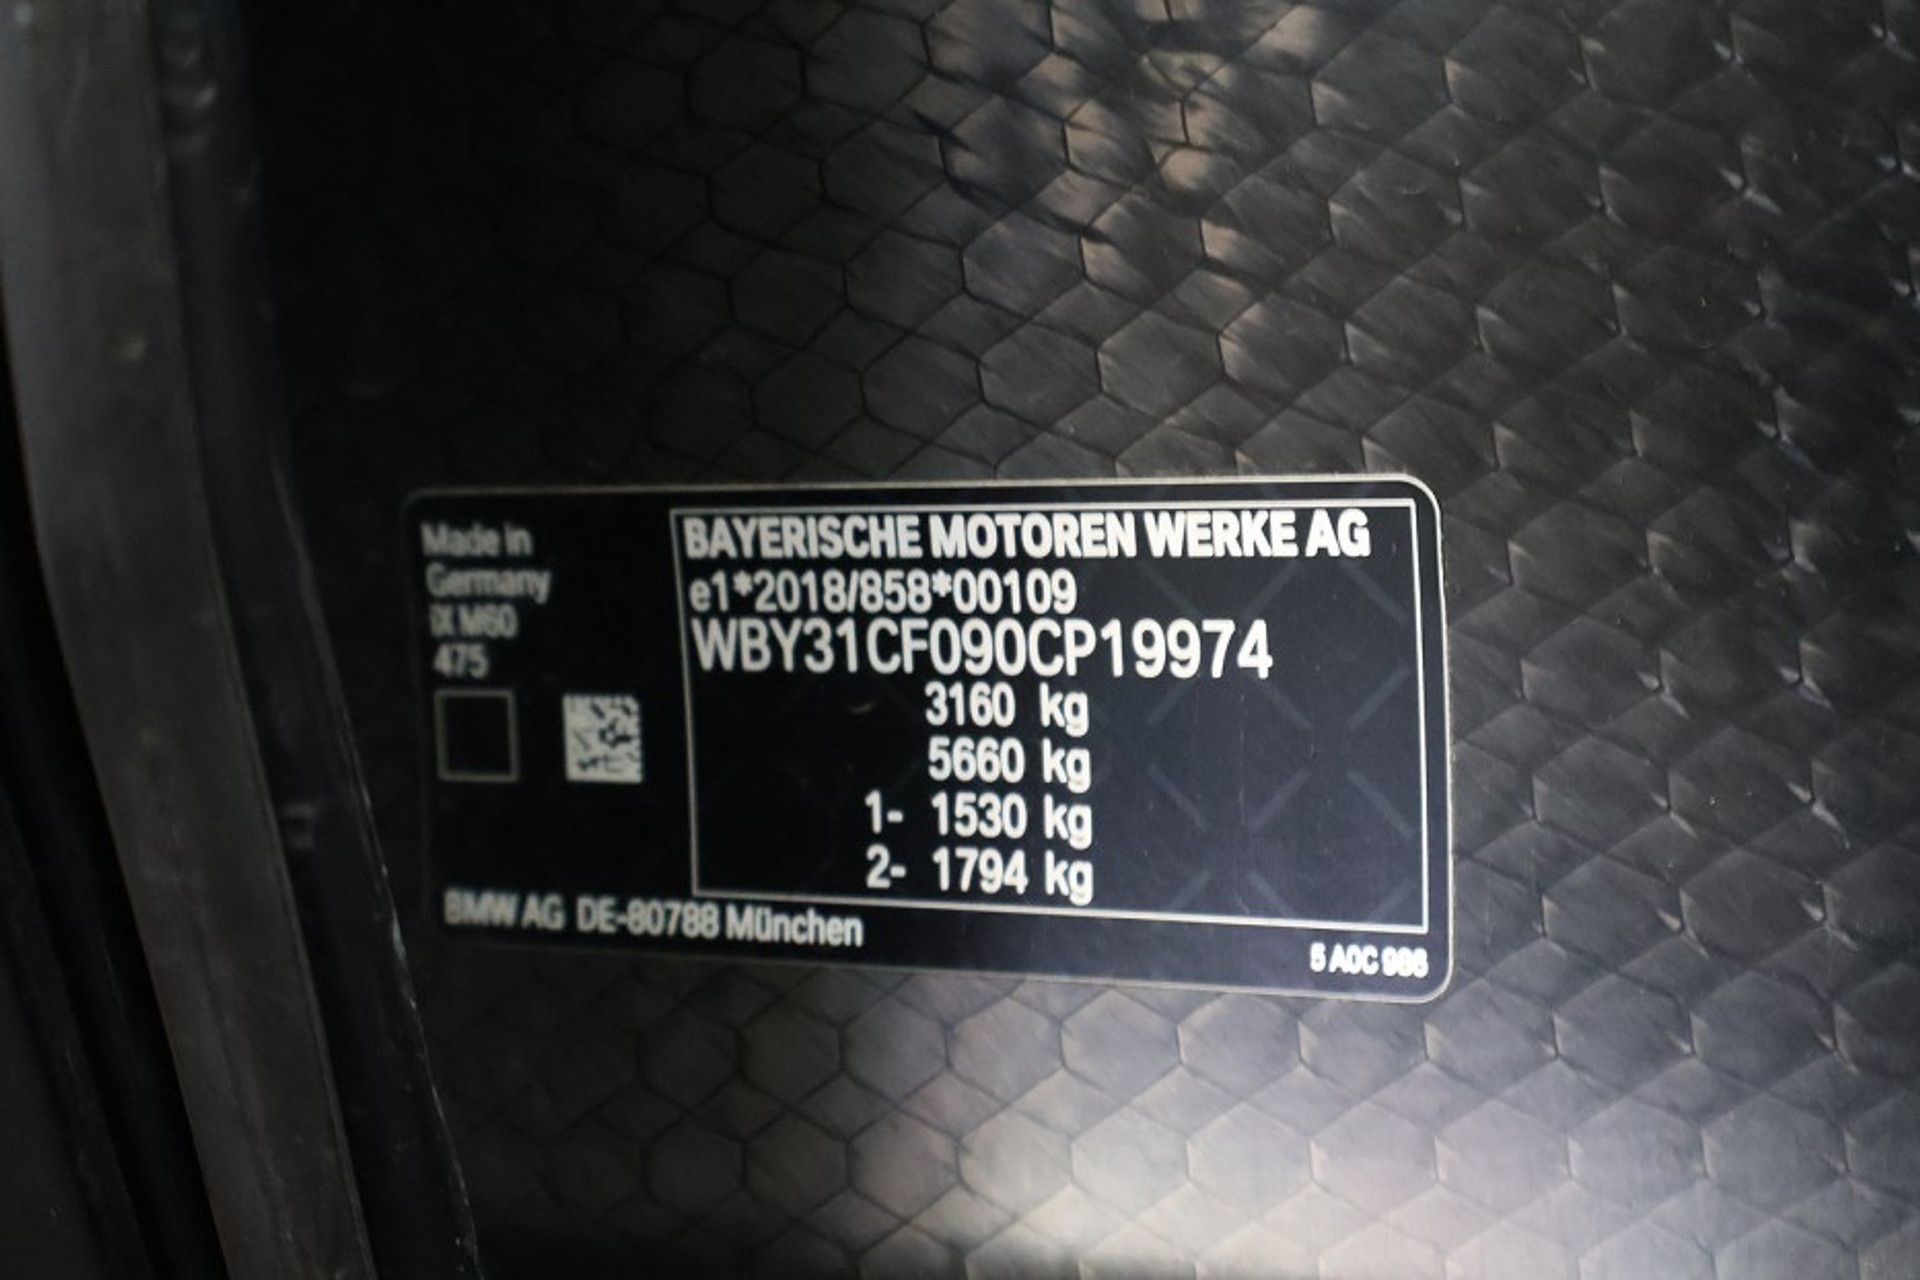 Made in
Germany
iX M60
475
BAYERISCHE MOTOREN WERKE AG
e1*2018/858*00109
WBY31CF090CP19974
3160 kg
5660 kg
1- 1530 kg
2- 1794 kg
BMW AG DE-80788 München
5 A0C 986